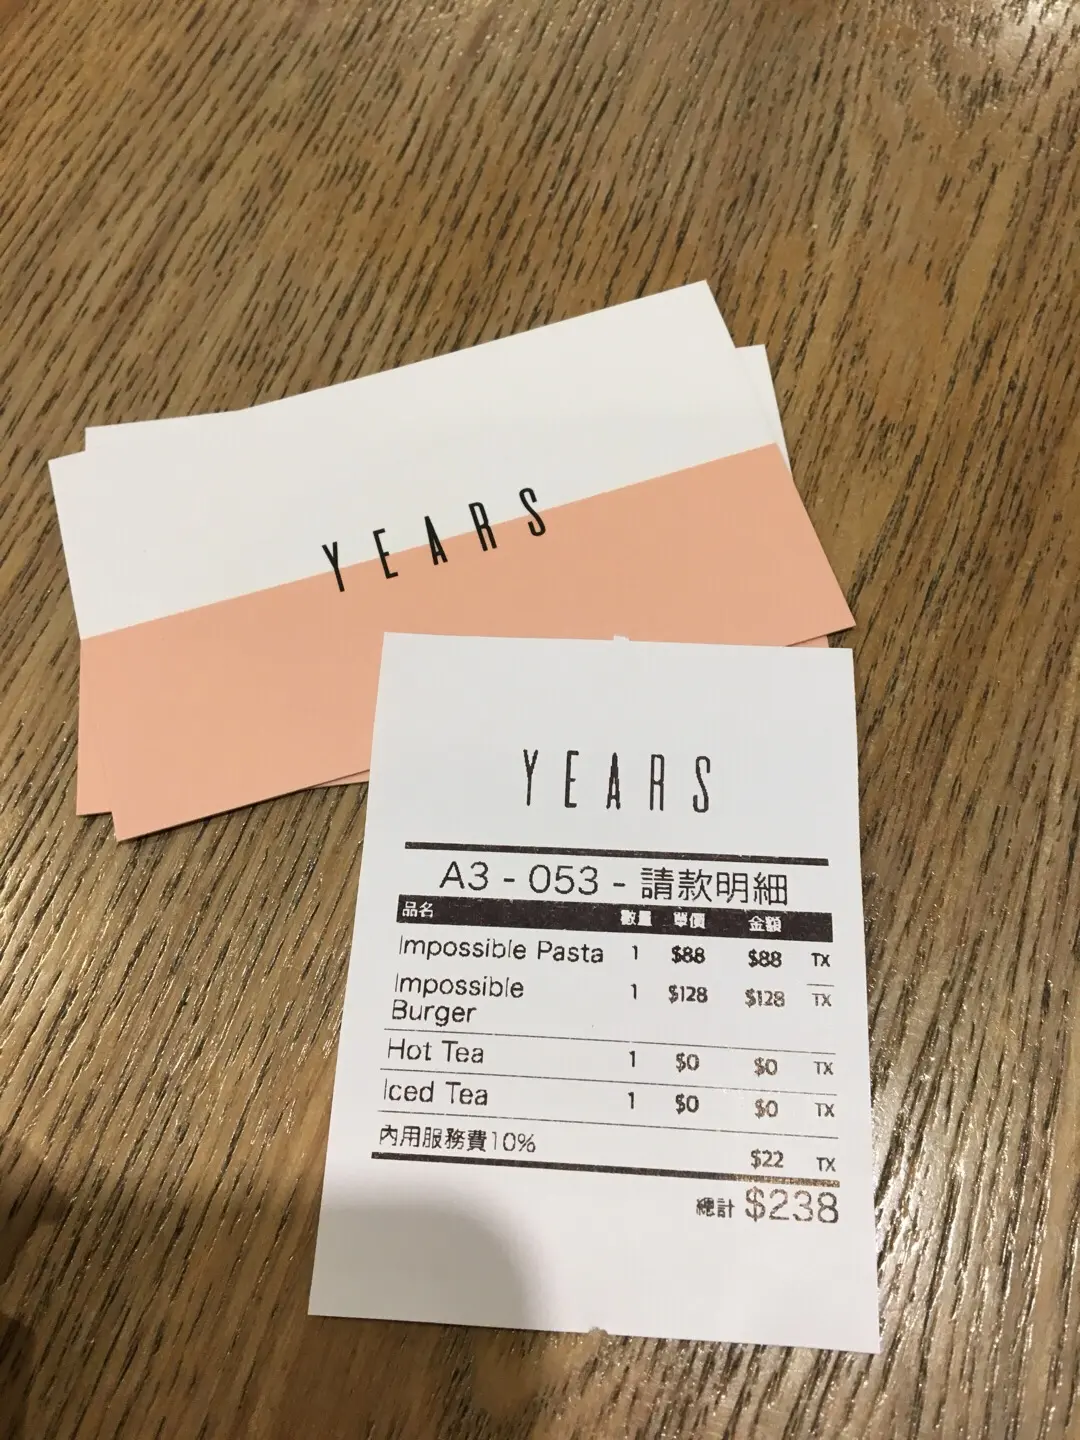 YEARS
YEARS
A3 - 053 - 請款明細
品名 數量 單價 金額
Impossible Pasta 1 $88 $88 TX
Impossible 1 $128 $128 TX
Burger
Hot Tea 1 $0 $0 TX
Iced Tea 1 $0 $0 TX
內用服務費10% $22 TX
總計 $238